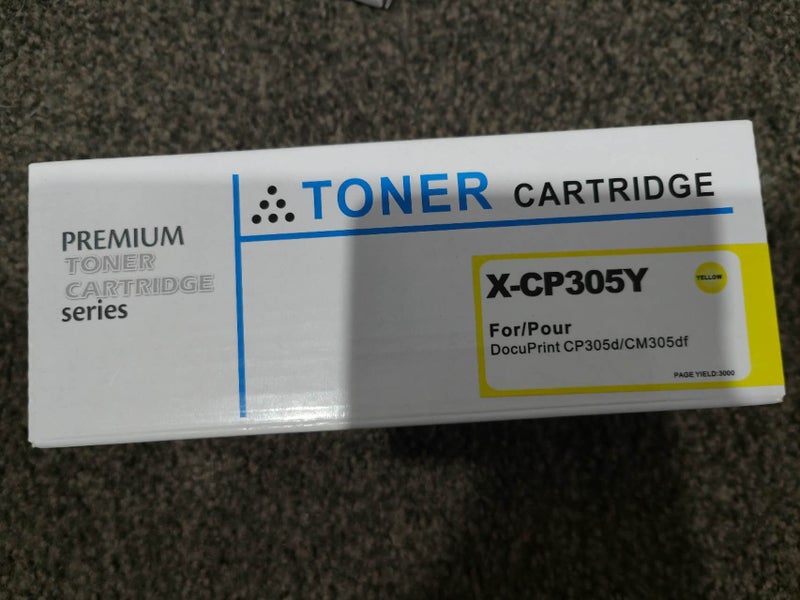 PREMIUM
TONER
CARTRIDGE
series
TONER CARTRIDGE
X-CP305Y
YELLOW
For/Pour
DocuPrint CP305d/CM305df
PAGE YIELD:3000